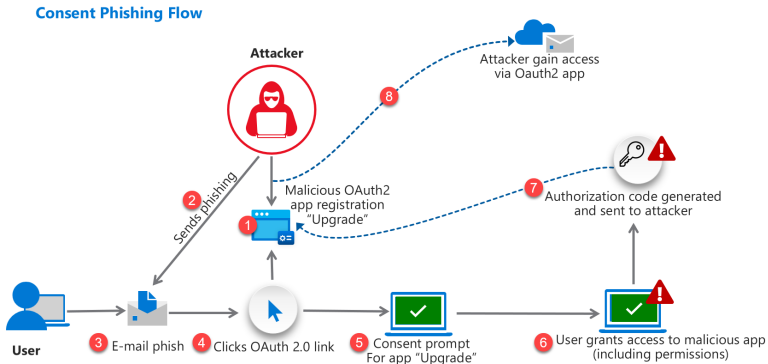 Consent Phishing Flow
Attacker
Attacker gain access
via Oauth2 app
8
2
Sends phishing
Malicious OAuth2
app registration
“Upgrade”
1
7
Authorization code generated
and sent to attacker
User
3
E-mail phish
4
Clicks OAuth 2.0 link
5
Consent prompt
For app “Upgrade”
6
User grants access to malicious app
(including permissions)